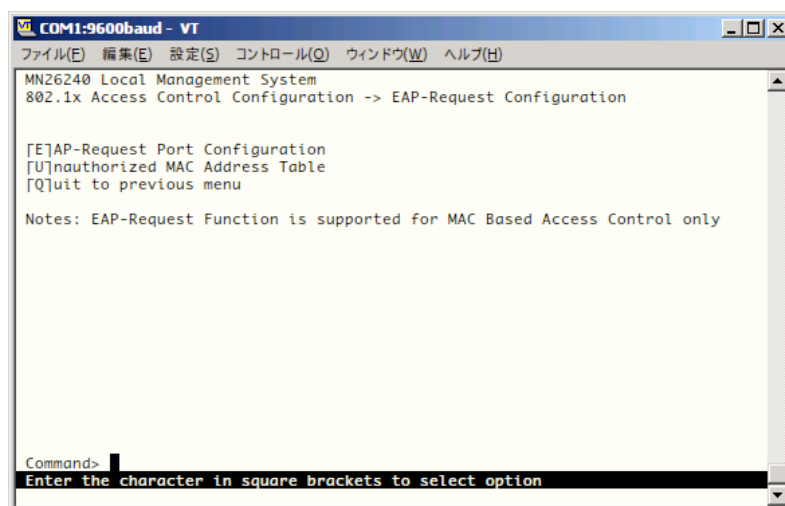 COM1:9600baud - VT
ファイル(F) 編集(E) 設定(S) コントロール(O) ウィンドウ(W) ヘルプ(H)
MN26240 Local Management System
802.1x Access Control Configuration -> EAP-Request Configuration
[E]AP-Request Port Configuration
[U]nauthorized MAC Address Table
[Q]uit to previous menu
Notes: EAP-Request Function is supported for MAC Based Access Control only
Command>
Enter the character in square brackets to select option